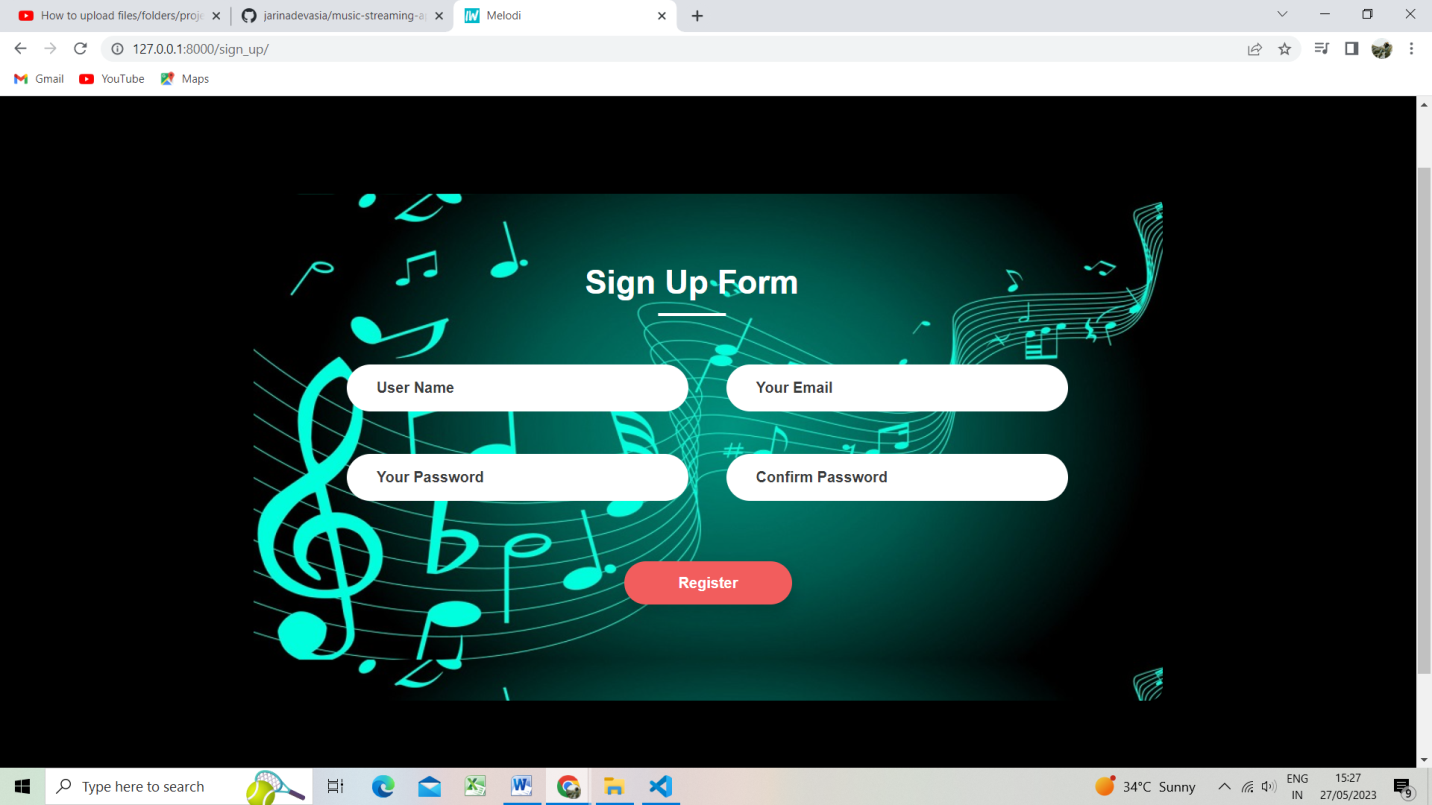 How to upload files/folders/proje
jarinadevasia/music-streaming-a
Melodi
127.0.0.1:8000/sign_up/
Gmail
YouTube
Maps
Sign Up Form
User Name
Your Email
Your Password
Confirm Password
Register
Type here to search
34°C Sunny
ENG
IN
15:27
27/05/2023
9